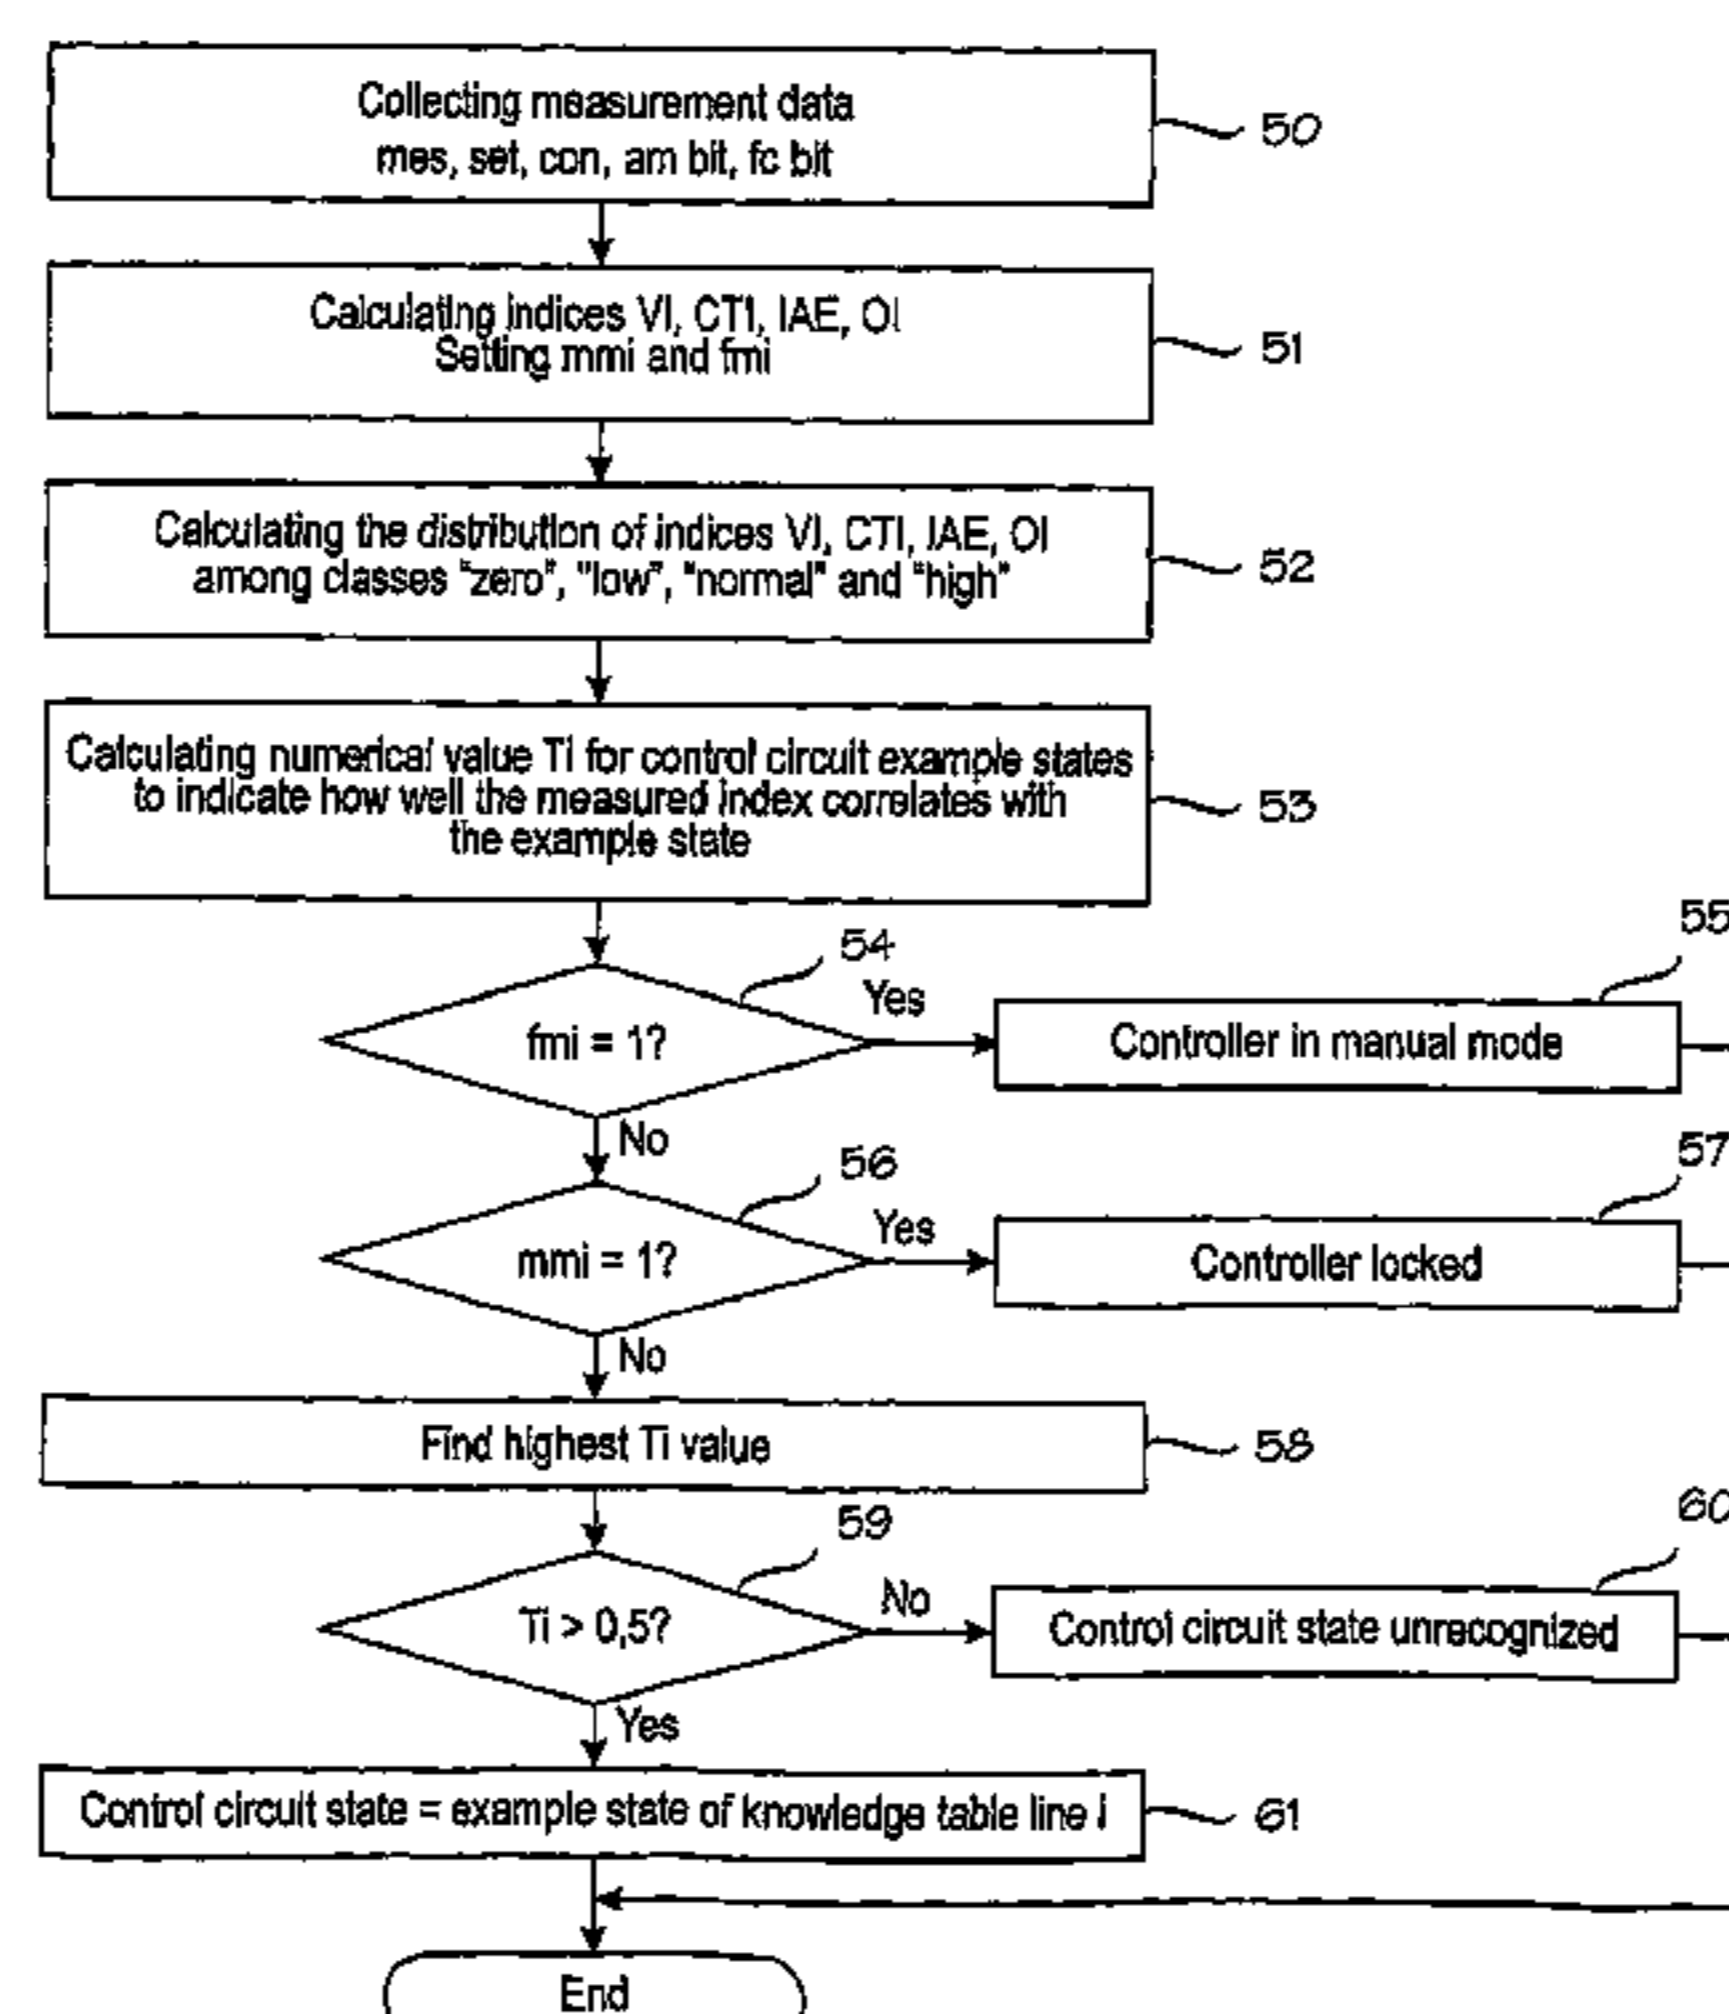 Collecting measurement data
mes, set, con, am bit, fc bit
50
Calculating indices VI, CTI, IAE, OI
Setting mmi and fmi
51
Calculating the distribution of indices VI, CTI, IAE, OI
among classes "zero", "low", "normal" and "high"
52
Calculating numerical value Ti for control circuit example states
to indicate how well the measured index correlates with
the example state
53
54
fmi = 1?
Yes
55
Controller in manual mode
No
56
mmi = 1?
Yes
57
Controller locked
No
Find highest Ti value
58
59
Ti > 0,5?
No
60
Control circuit state unrecognized
Yes
Control circuit state = example state of knowledge table line i
61
End